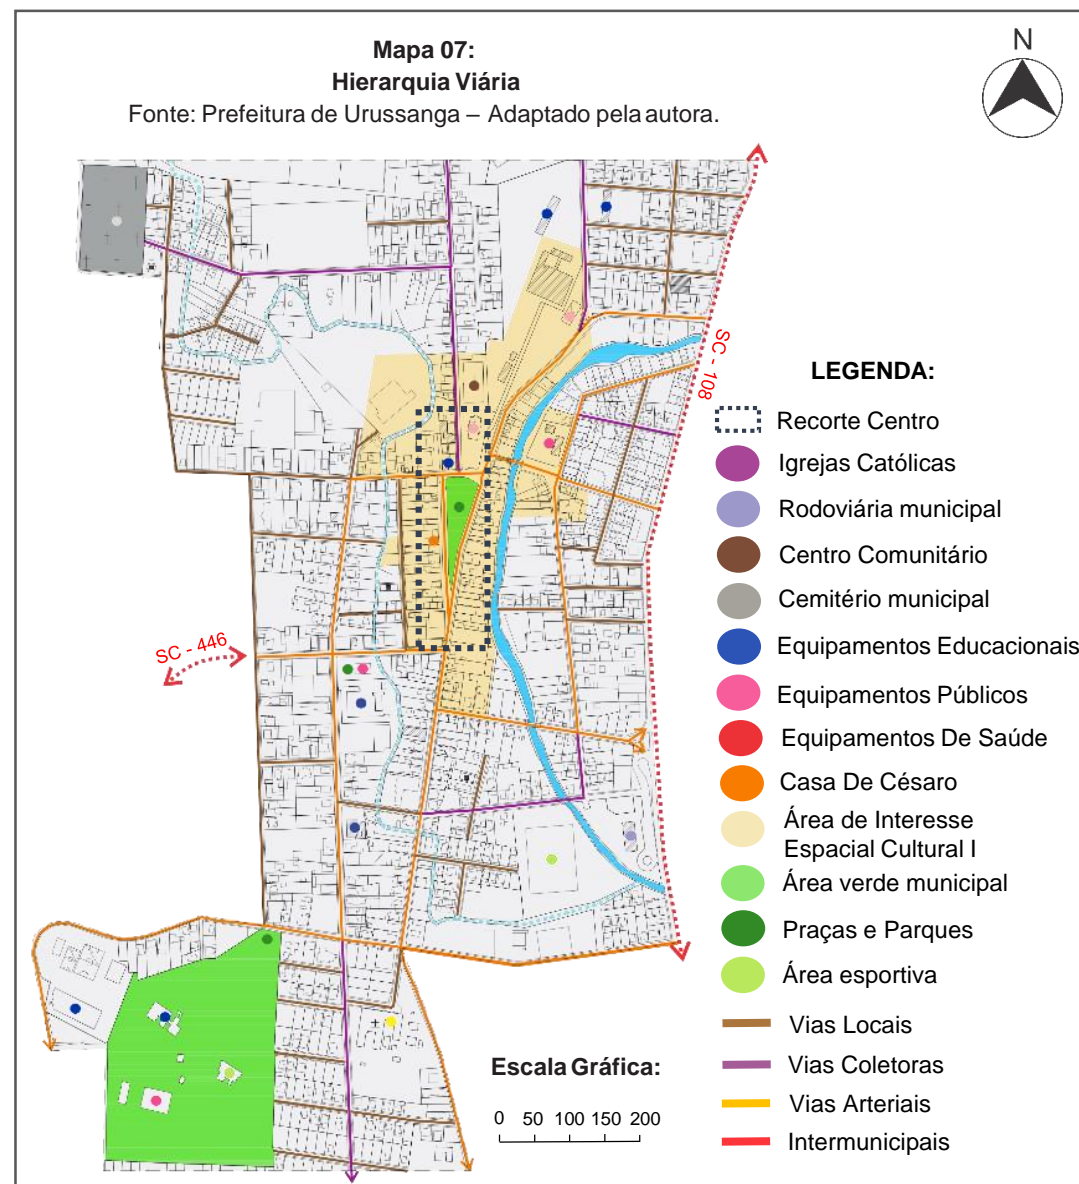 Mapa 07:
Hierarquia Viária
Fonte: Prefeitura de Urussanga – Adaptado pela autora.
N
SC - 108
SC - 446
LEGENDA:
Recorte Centro
Igrejas Católicas
Rodoviária municipal
Centro Comunitário
Cemitério municipal
Equipamentos Educacionais
Equipamentos Públicos
Equipamentos De Saúde
Casa De Césaro
Área de Interesse
Espacial Cultural I
Área verde municipal
Praças e Parques
Área esportiva
Vias Locais
Vias Coletoras
Vias Arteriais
Intermunicipais
Escala Gráfica:
0 50 100 150 200